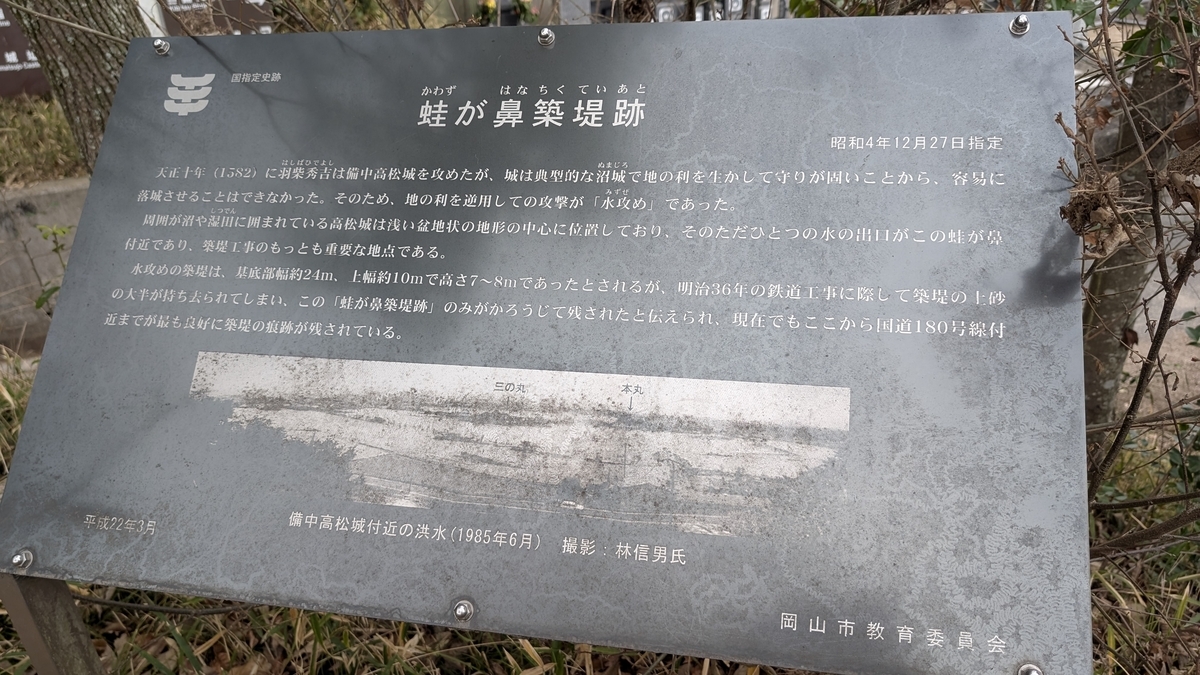 国指定史跡
かわず はなちくていあと
蛙が鼻築堤跡
昭和4年12月27日指定
はしばひでよし ぬまじろ
天正十年（1582）に羽柴秀吉は備中高松城を攻めたが、城は典型的な沼城で地の利を生かして守りが固いことから、容易に
みずぜ
落城させることはできなかった。そのため、地の利を逆用しての攻撃が「水攻め」であった。
しつでん
周囲が沼や湿田に囲まれている高松城は浅い盆地状の地形の中心に位置しており、そのただひとつの水の出口がこの蛙が鼻
付近であり、築堤工事のもっとも重要な地点である。
水攻めの築堤は、基底部幅約24m、上幅約10mで高さ7～8mであったとされるが、明治36年の鉄道工事に際して築堤の土砂
の大半が持ち去られてしまい、この「蛙が鼻築堤跡」のみがかろうじて残されたと伝えられ、現在でもここから国道180号線付
近までが最も良好に築堤の痕跡が残されている。
三の丸 本丸
備中高松城付近の洪水(1985年6月) 撮影：林信男氏
平成22年3月
岡山市教育委員会